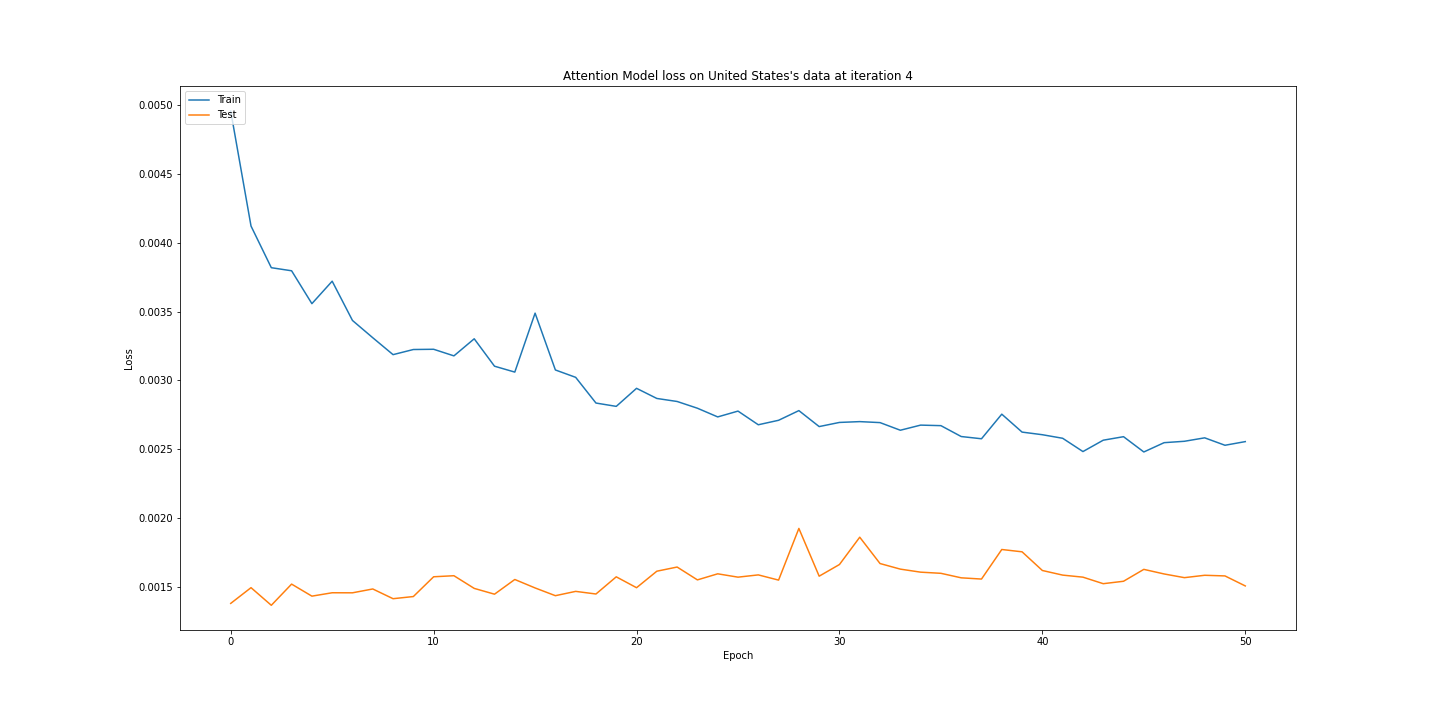 Attention Model loss on United States's data at iteration 4
Train
Test
0.0050
0.0045
0.0040
0.0035
0.0030
0.0025
0.0020
0.0015
Loss
0 10 20 30 40 50
Epoch